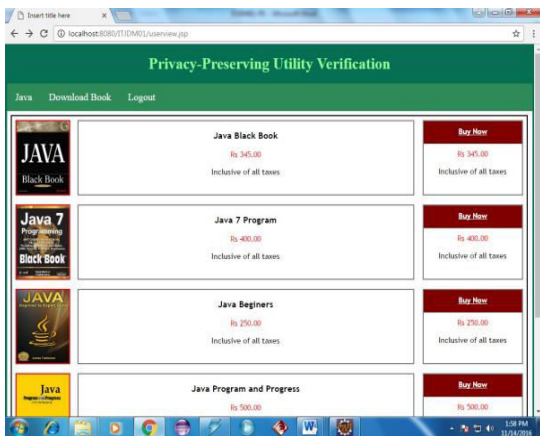 Insert title here
localhost:8080/ITJDM01/userview.jsp
Privacy-Preserving Utility Verification
Java Download Book Logout
JAVA
Black Book
Java Black Book
Rs 345.00
Inclusive of all taxes
Buy Now
Rs 345.00
Inclusive of all taxes
Java 7
Programming
Black Book
Java 7 Program
Rs 400.00
Inclusive of all taxes
Buy Now
Rs 400.00
Inclusive of all taxes
JAVA
Java Beginers
Rs 250.00
Inclusive of all taxes
Buy Now
Rs 250.00
Inclusive of all taxes
Java
Java Program and Progress
Rs 500.00
Buy Now
Rs 500.00
1:58 PM
11/14/2016